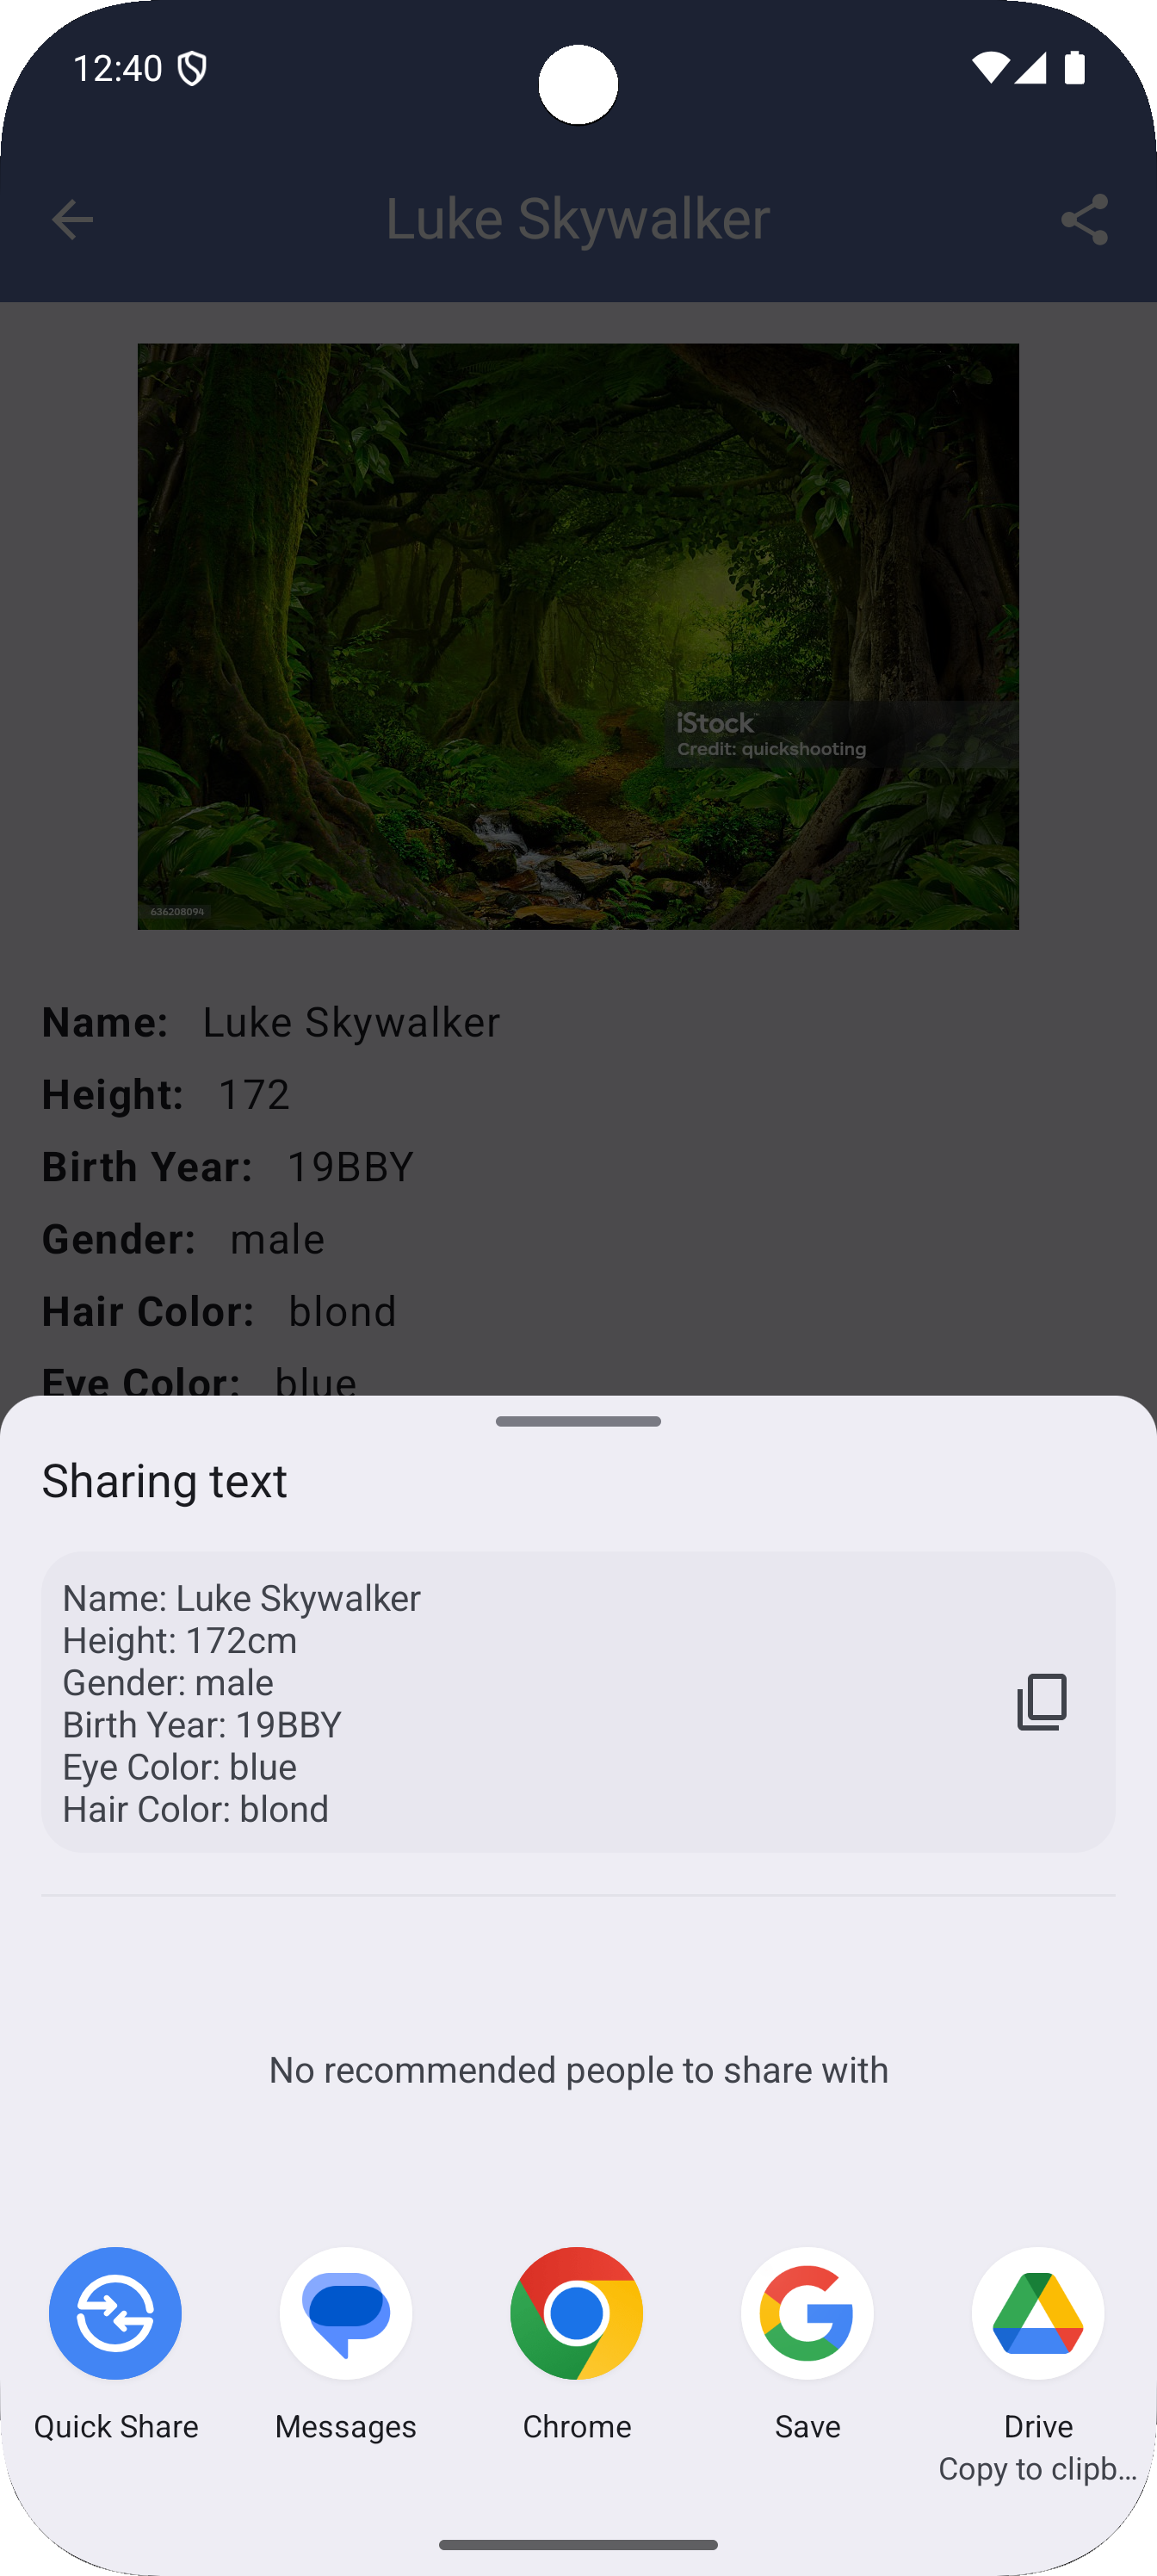 12:40
Luke Skywalker
iStock
Credit: quickshooting
636208094
Name: Luke Skywalker
Height: 172
Birth Year: 19BBY
Gender: male
Hair Color: blond
Eye Color: blue
Sharing text
Name: Luke Skywalker
Height: 172cm
Gender: male
Birth Year: 19BBY
Eye Color: blue
Hair Color: blond
No recommended people to share with
Quick Share
Messages
Chrome
Save
Drive
Copy to clipb...